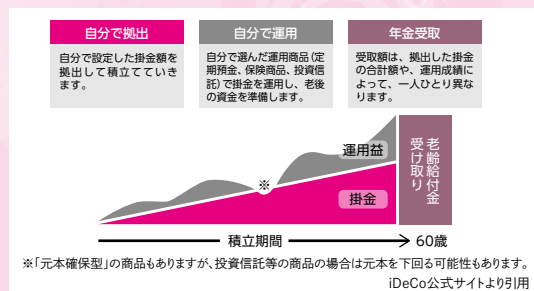 自分で拠出
自分で設定した掛金額を
拠出して積立てていき
ます。
自分で運用
自分で選んだ運用商品(定
期預金、保険商品、投資信
託)で掛金を運用し、老後
の資金を準備します。
年金受取
受取額は、拠出した掛金
の合計額や、運用成績に
よって、一人ひとり異な
ります。
運用益
※
掛金
老齢給付金
受け取り
積立期間
60歳
※「元本確保型」の商品もありますが、投資信託等の商品の場合は元本を下回る可能性もあります。
iDeCo公式サイトより引用